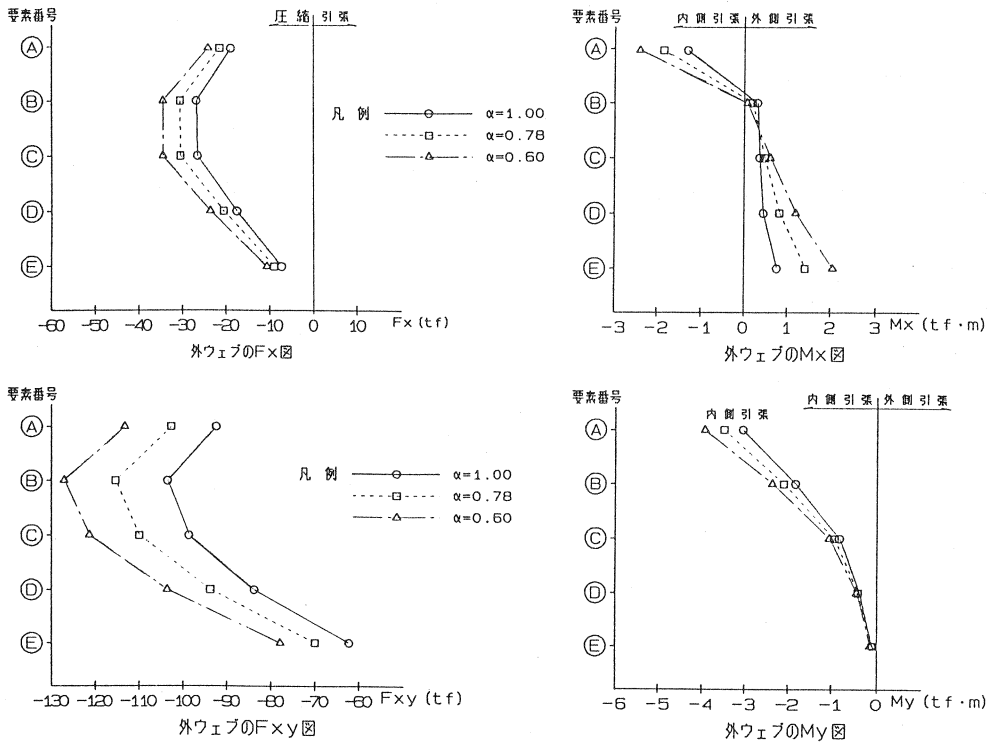 要素番号
圧縮 引張
Ⓐ
Ⓑ
Ⓒ
Ⓓ
Ⓔ
凡例
α=1.00
α=0.78
α=0.60
-60 -50 -40 -30 -20 -10 0 10 Fx (tf)
外ウェブのFx図
要素番号
内側引張 外側引張
Ⓐ
Ⓑ
Ⓒ
Ⓓ
Ⓔ
-3 -2 -1 0 1 2 3 Mx (tf・m)
外ウェブのMx図
要素番号
Ⓐ
Ⓑ
Ⓒ
Ⓓ
Ⓔ
凡例
α=1.00
α=0.78
α=0.60
-130 -120 -110 -100 -90 -80 -70 -60 Fxy (tf)
外ウェブのFxy図
要素番号
内側引張 外側引張
内側引張
Ⓐ
Ⓑ
Ⓒ
Ⓓ
Ⓔ
-6 -5 -4 -3 -2 -1 0 My (tf・m)
外ウェブのMy図